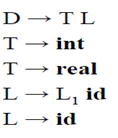 D → T L
T → int
T → real
L → L₁ id
L → id